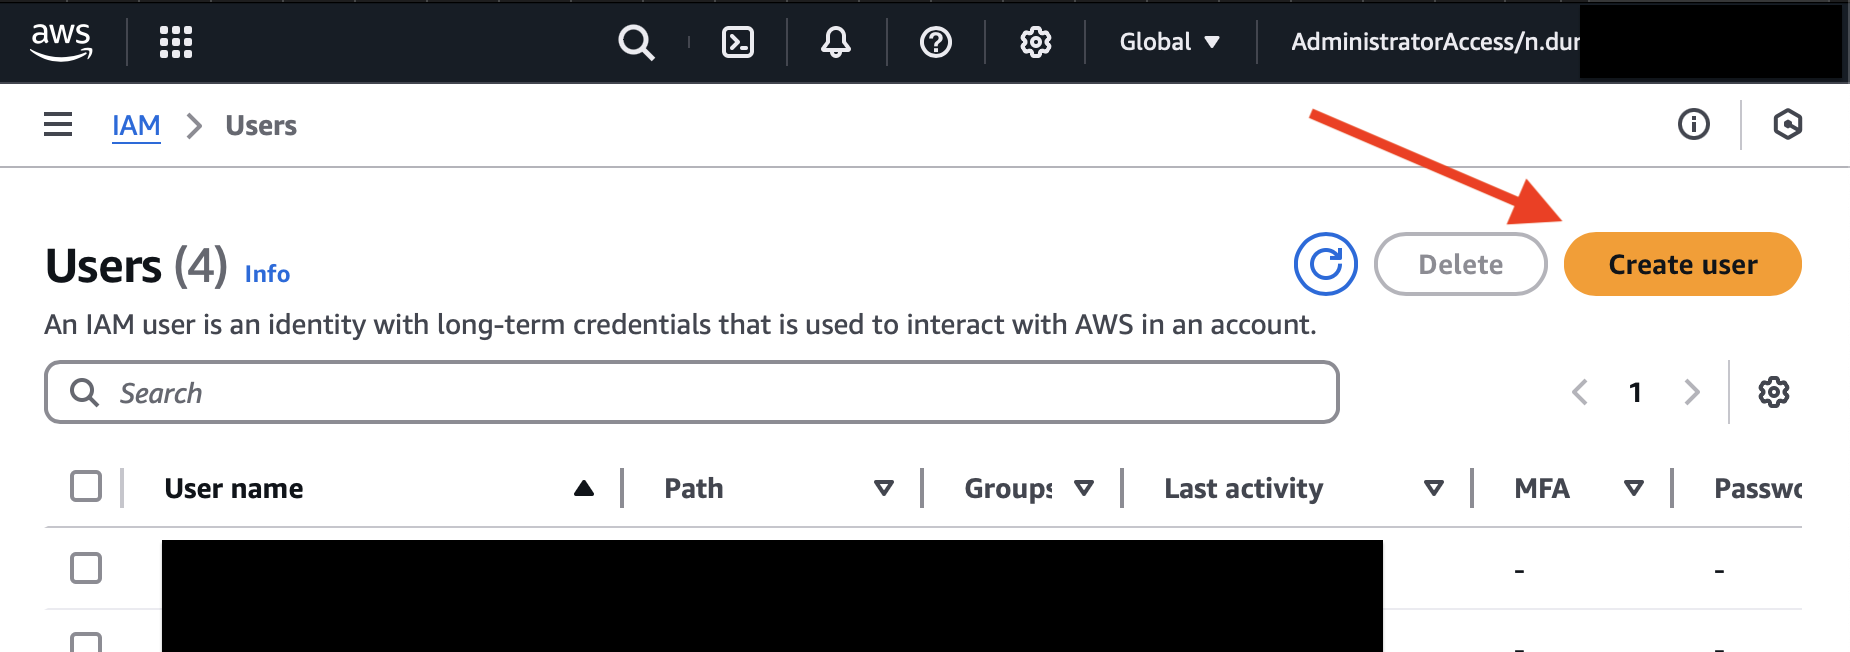 aws Global AdministratorAccess/n.dur
IAM > Users
Users (4) Info
Delete
Create user
An IAM user is an identity with long-term credentials that is used to interact with AWS in an account.
Search
1
User name Path Groups Last activity MFA Passwo
- -
- -